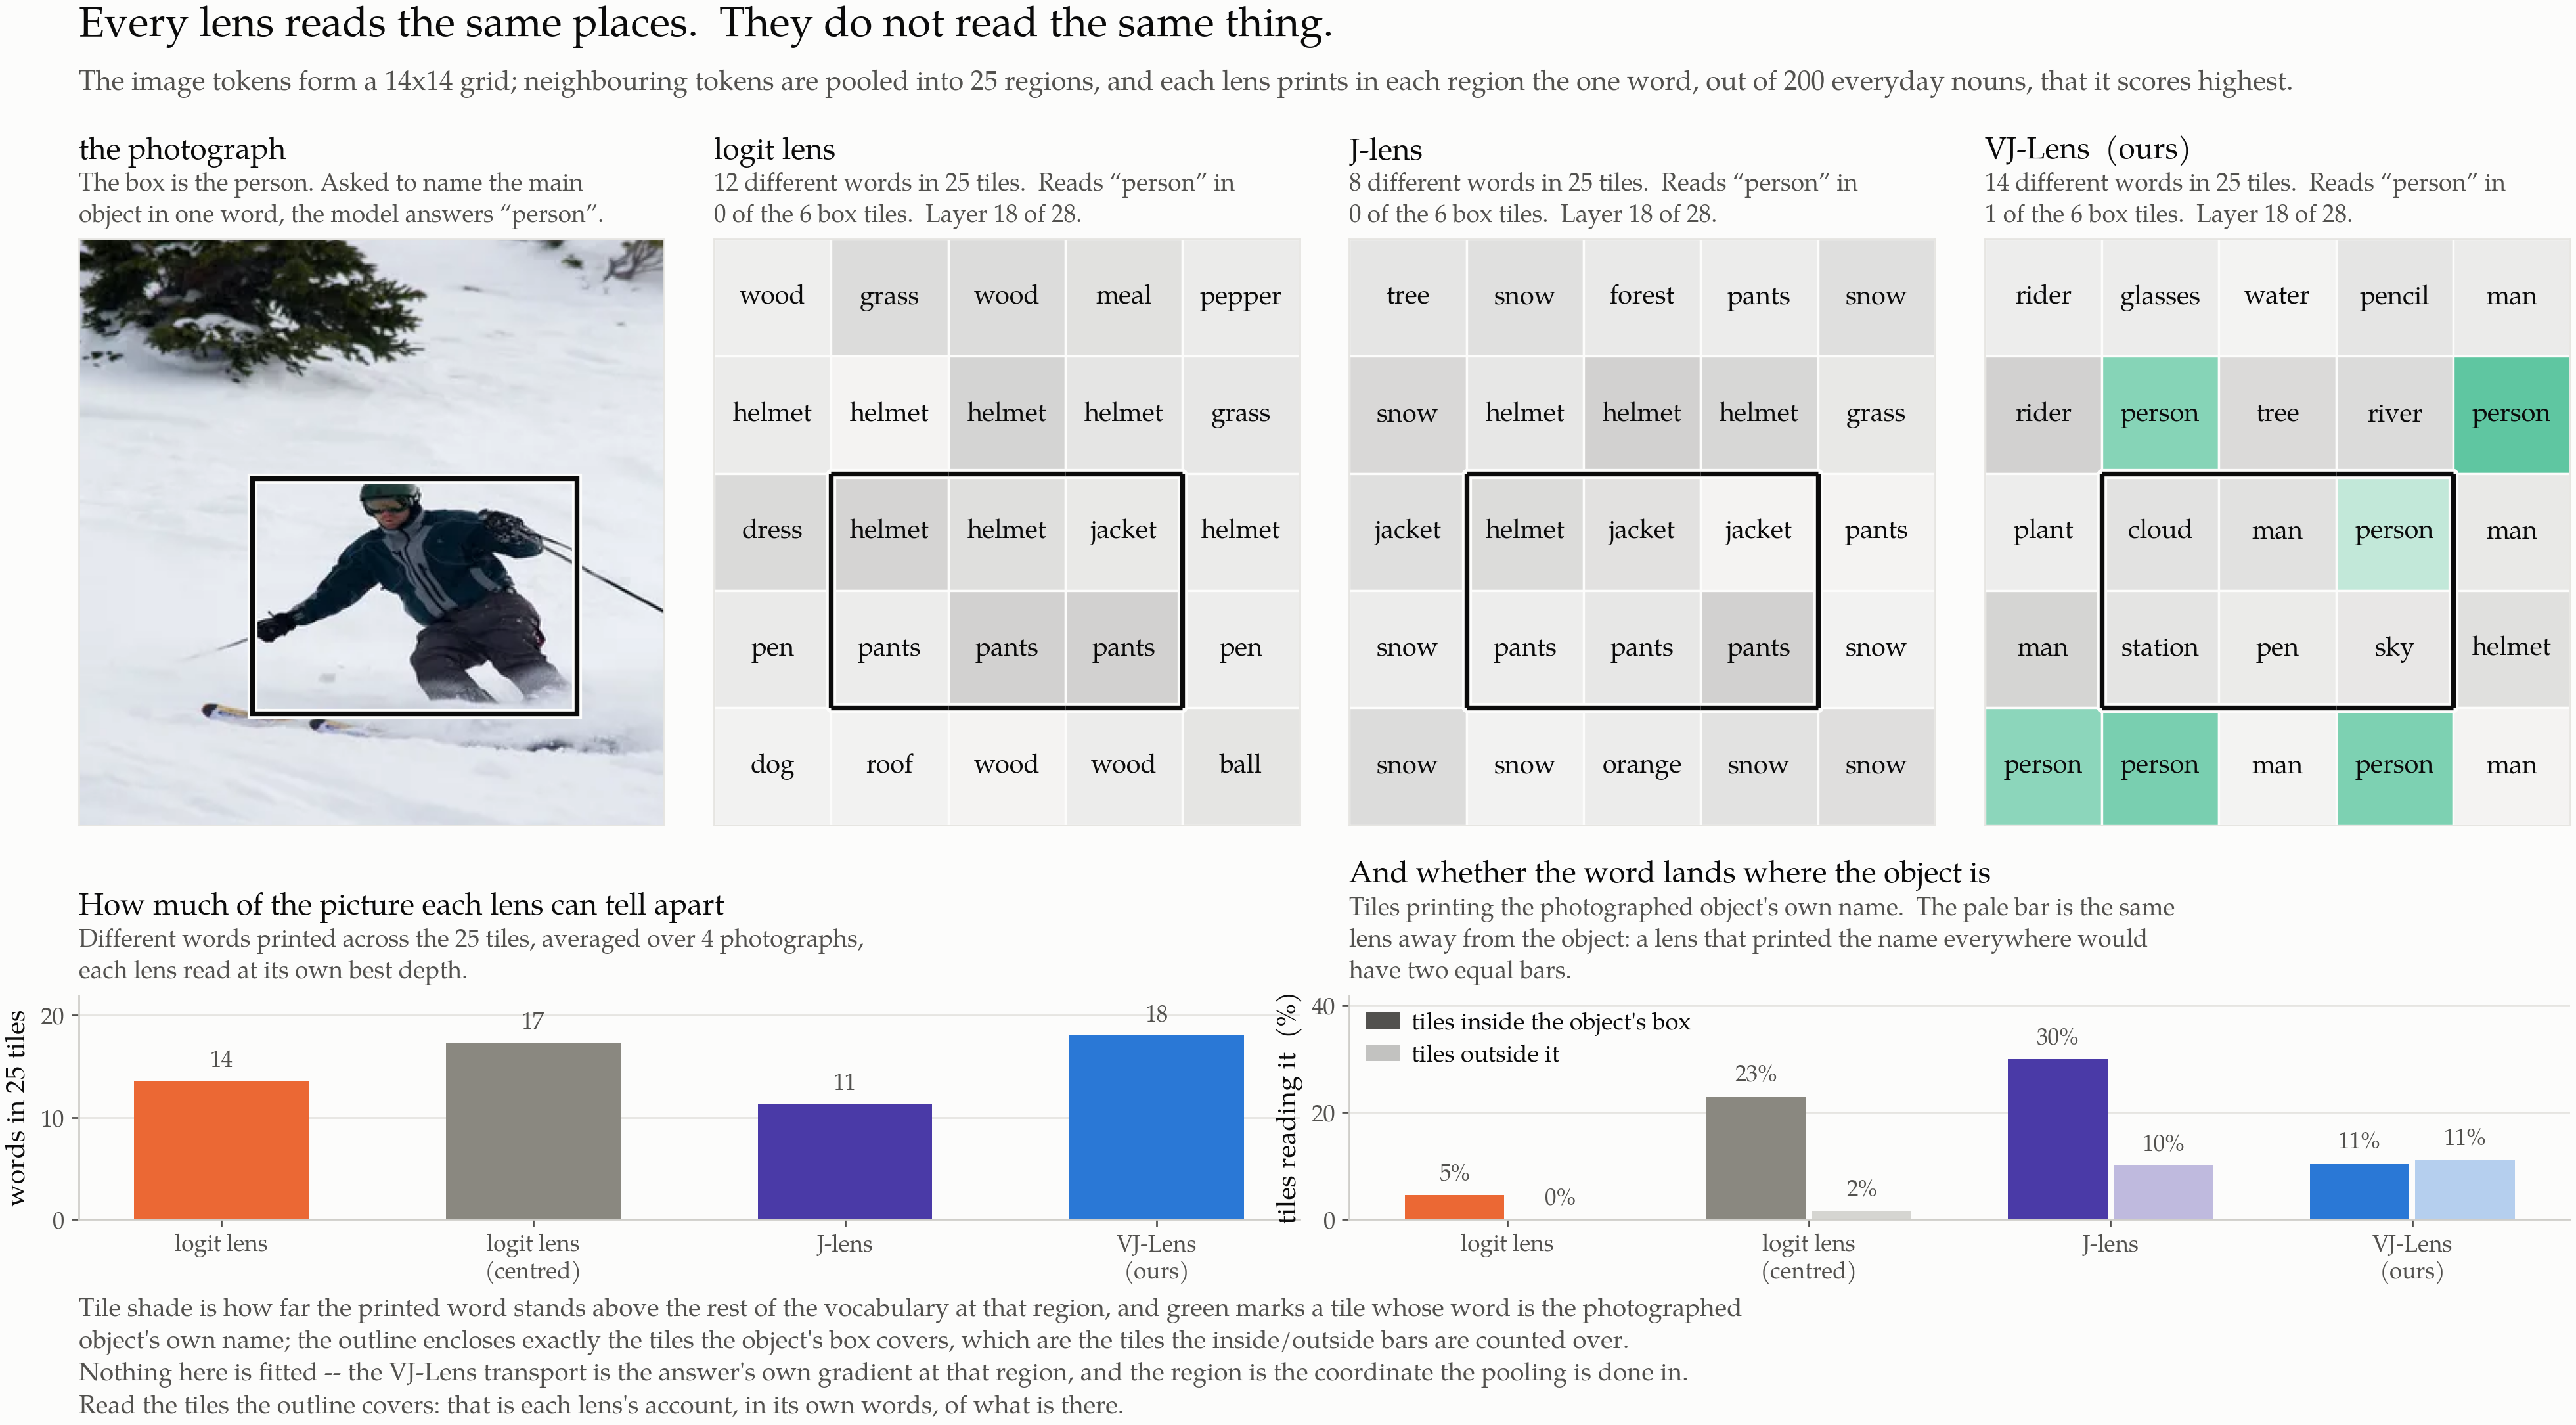 Every lens reads the same places.  They do not read the same thing.
The image tokens form a 14x14 grid; neighbouring tokens are pooled into 25 regions, and each lens prints in each region the one word, out of 200 everyday nouns, that it scores highest.
the photograph
The box is the person. Asked to name the main
object in one word, the model answers “person”.
logit lens
12 different words in 25 tiles.  Reads “person” in
0 of the 6 box tiles.  Layer 18 of 28.
wood grass wood meal pepper
helmet helmet helmet helmet grass
dress helmet helmet jacket helmet
pen pants pants pants pen
dog roof wood wood ball
J-lens
8 different words in 25 tiles.  Reads “person” in
0 of the 6 box tiles.  Layer 18 of 28.
tree snow forest pants snow
snow helmet helmet helmet grass
jacket helmet jacket jacket pants
snow pants pants pants snow
snow snow orange snow snow
VJ-Lens  (ours)
14 different words in 25 tiles.  Reads “person” in
1 of the 6 box tiles.  Layer 18 of 28.
rider glasses water pencil man
rider person tree river person
plant cloud man person man
man station pen sky helmet
person person man person man
How much of the picture each lens can tell apart
Different words printed across the 25 tiles, averaged over 4 photographs,
each lens read at its own best depth.
words in 25 tiles
20
10
0
14
17
11
18
logit lens
logit lens
(centred)
J-lens
VJ-Lens
(ours)
And whether the word lands where the object is
Tiles printing the photographed object's own name.  The pale bar is the same
lens away from the object: a lens that printed the name everywhere would
have two equal bars.
tiles reading it  (%)
40
20
0
tiles inside the object's box
tiles outside it
5%
0%
23%
2%
30%
10%
11%
11%
logit lens
logit lens
(centred)
J-lens
VJ-Lens
(ours)
Tile shade is how far the printed word stands above the rest of the vocabulary at that region, and green marks a tile whose word is the photographed
object's own name; the outline encloses exactly the tiles the object's box covers, which are the tiles the inside/outside bars are counted over.
Nothing here is fitted -- the VJ-Lens transport is the answer's own gradient at that region, and the region is the coordinate the pooling is done in.
Read the tiles the outline covers: that is each lens's account, in its own words, of what is there.